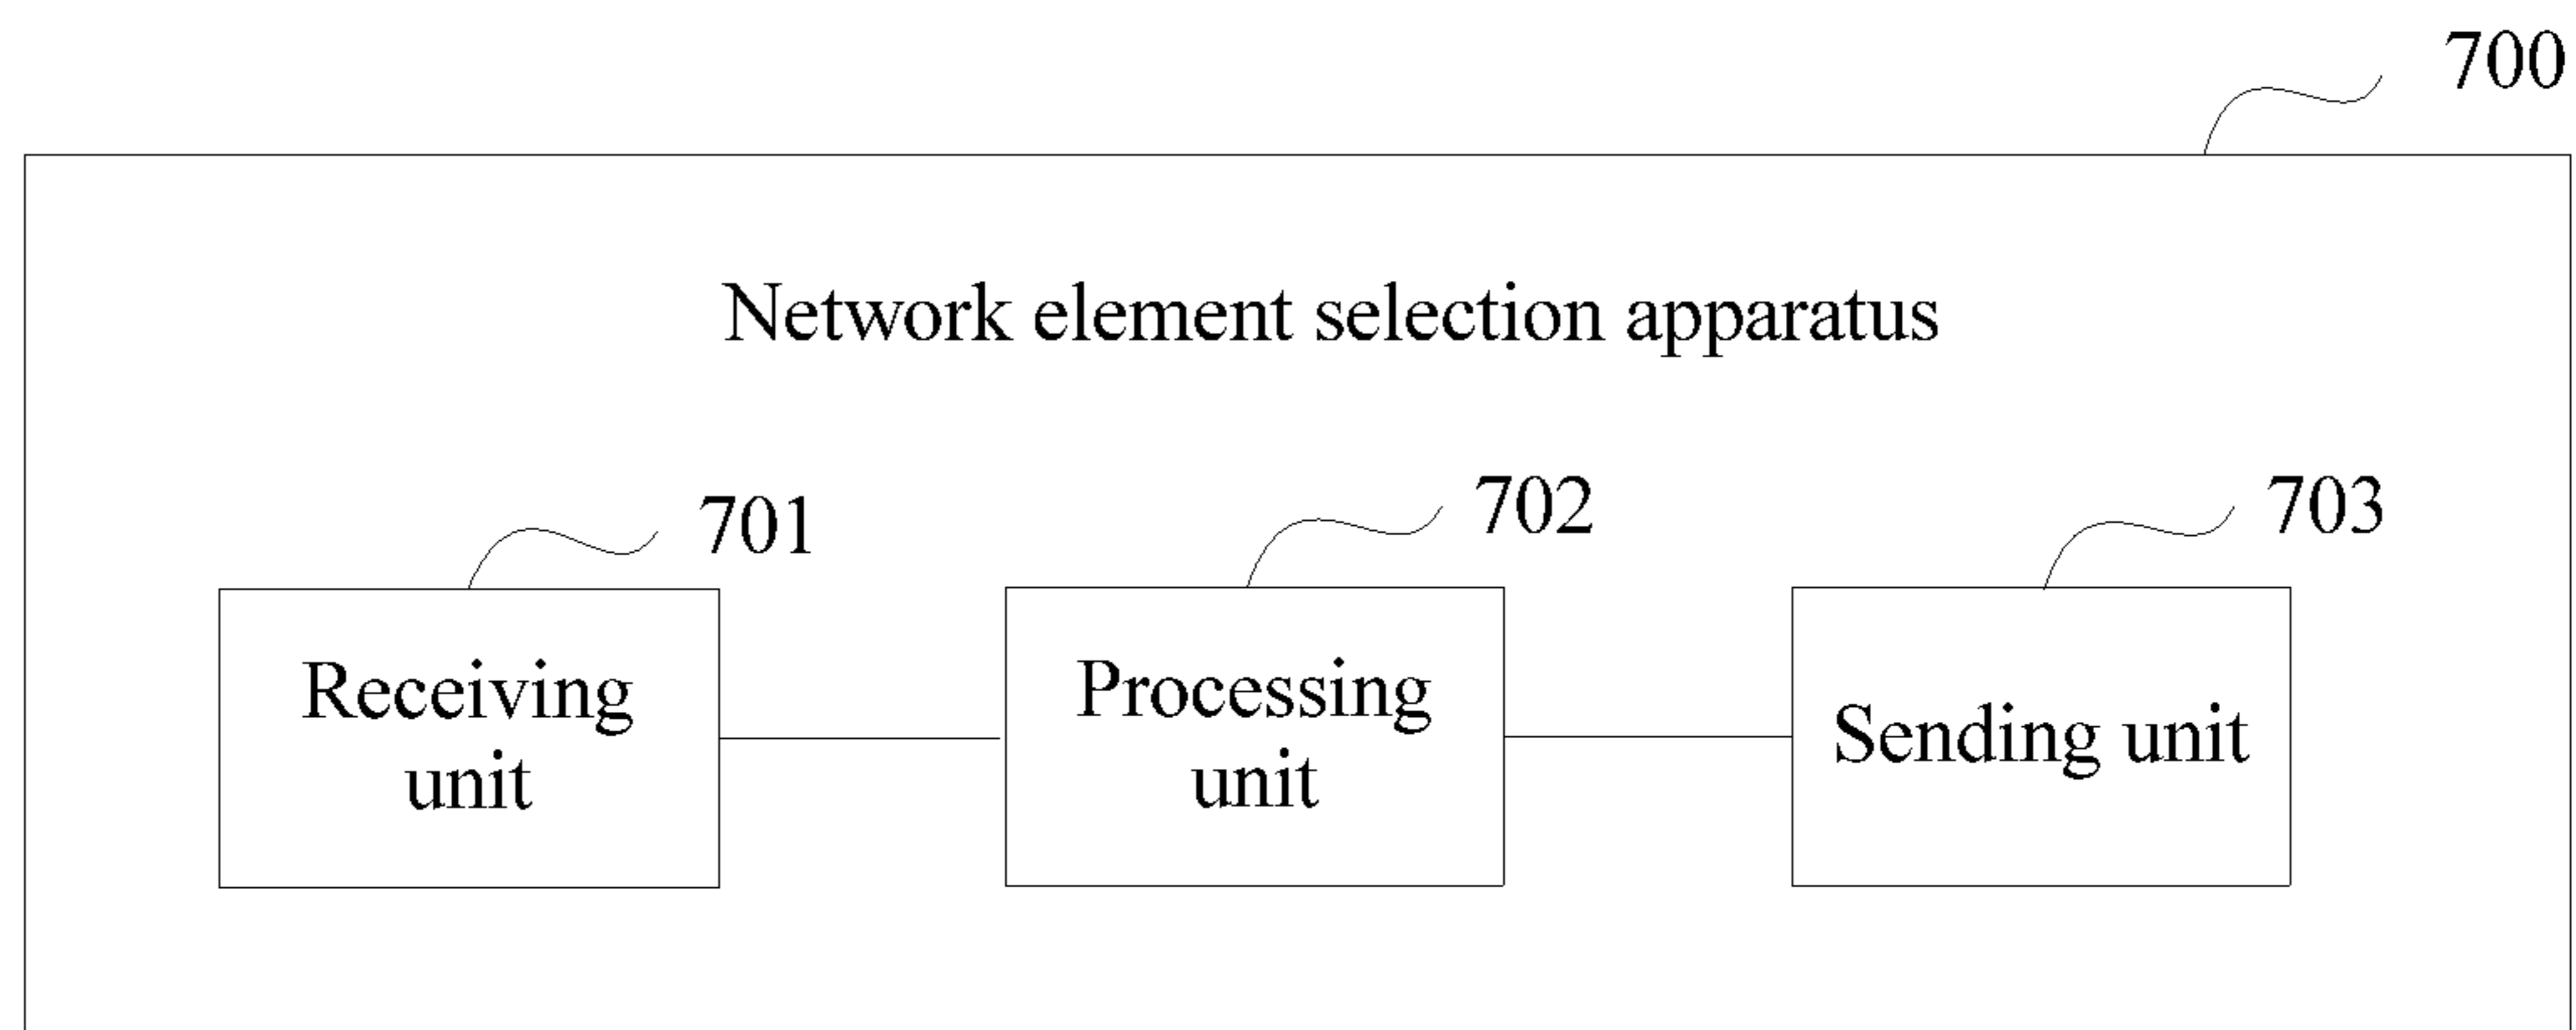 700
Network element selection apparatus
701
702
703
Receiving
unit
Processing
unit
Sending unit